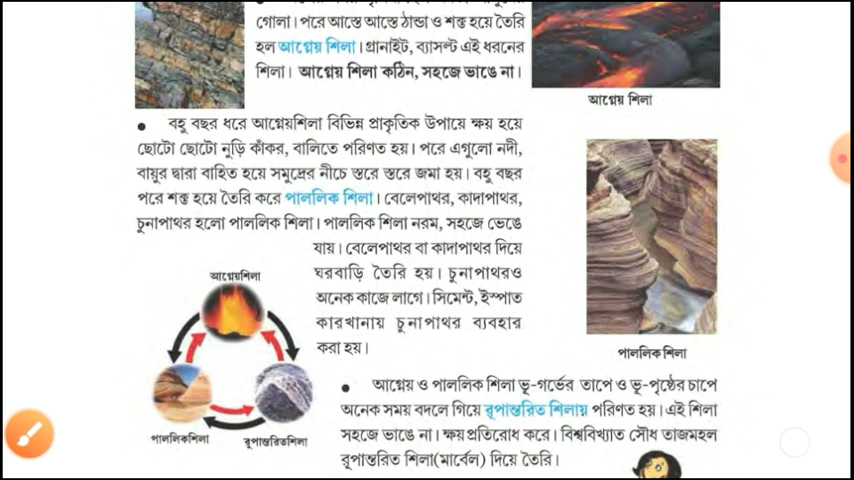 গোলা। পরে আস্তে আস্তে ঠান্ডা ও শক্ত হয়ে তৈরি
হল আগ্নেয় শিলা। গ্রানাইট, ব্যাসল্ট এই ধরনের
শিলা। আগ্নেয় শিলা কঠিন, সহজে ভাঙে না।
আগ্নেয় শিলা
● বহু বছর ধরে আগ্নেয়শিলা বিভিন্ন প্রাকৃতিক উপায়ে ক্ষয় হয়ে
ছোটো ছোটো নুড়ি কাঁকর, বালিতে পরিণত হয়। পরে এগুলো নদী,
বায়ুর দ্বারা বাহিত হয়ে সমুদ্রের নীচে স্তরে স্তরে জমা হয়। বহু বছর
পরে শক্ত হয়ে তৈরি করে পাললিক শিলা। বেলেপাথর, কাদাপাথর,
চুনাপাথর হলো পাললিক শিলা। পাললিক শিলা নরম, সহজে ভেঙে
যায়। বেলেপাথর বা কাদাপাথর দিয়ে
ঘরবাড়ি তৈরি হয়। চুনাপাথরও
অনেক কাজে লাগে। সিমেন্ট, ইস্পাত
কারখানায় চুনাপাথর ব্যবহার
করা হয়।
আগ্নেয়শিলা
পাললিকশিলা
রূপান্তরিতশিলা
পাললিক শিলা
● আগ্নেয় ও পাললিক শিলা ভূ-গর্ভের তাপে ও ভূ-পৃষ্ঠের চাপে
অনেক সময় বদলে গিয়ে রূপান্তরিত শিলায় পরিণত হয়। এই শিলা
সহজে ভাঙে না। ক্ষয় প্রতিরোধ করে। বিশ্ববিখ্যাত সৌধ তাজমহল
রূপান্তরিত শিলা(মার্বেল) দিয়ে তৈরি।